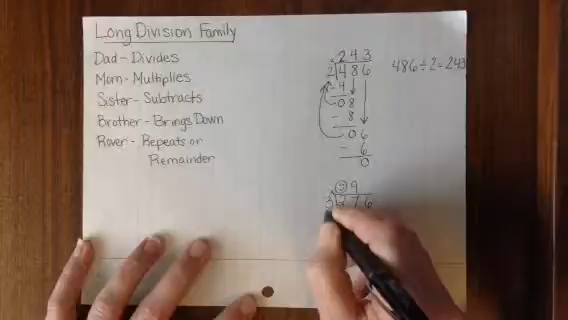 Long Division Family
Dad - Divides
Mom - Multiplies
Sister - Subtracts
Brother - Brings Down
Rover - Repeats or
Remainder
243
2 486
- 4
08
- 8
06
- 6
0
486 ÷ 2 = 243
9
3 276